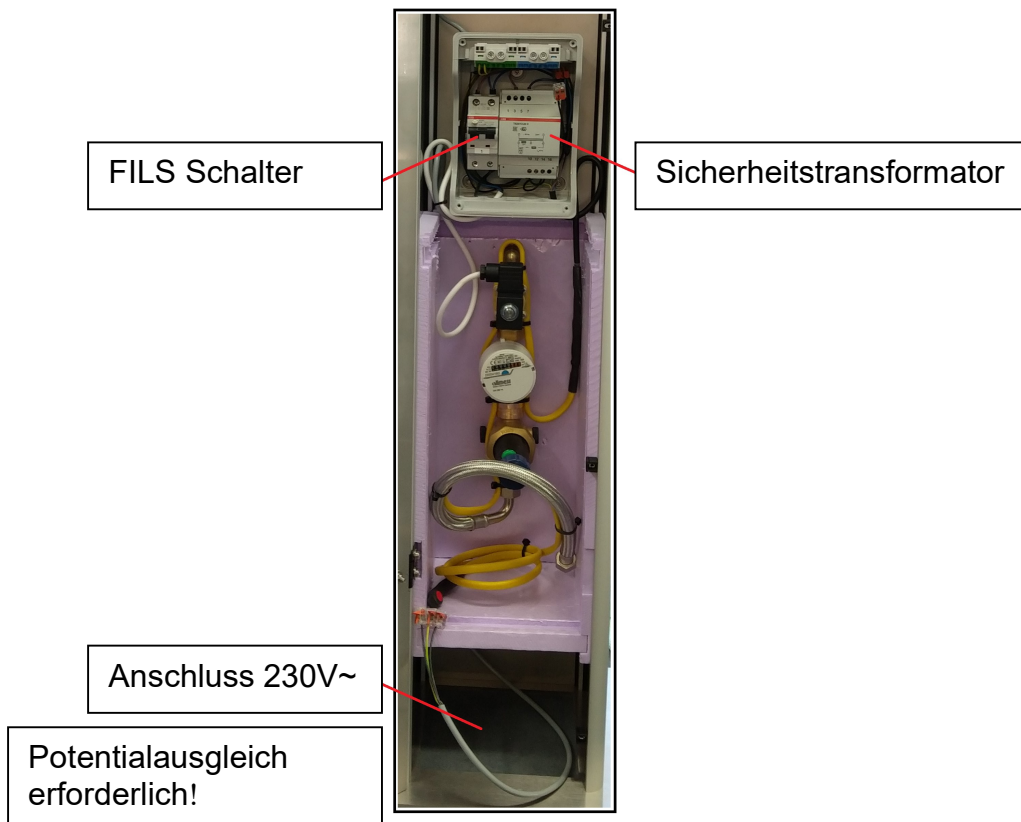 FILS Schalter
Sicherheitstransformator
Anschluss 230V~
Potentialausgleich
erforderlich!